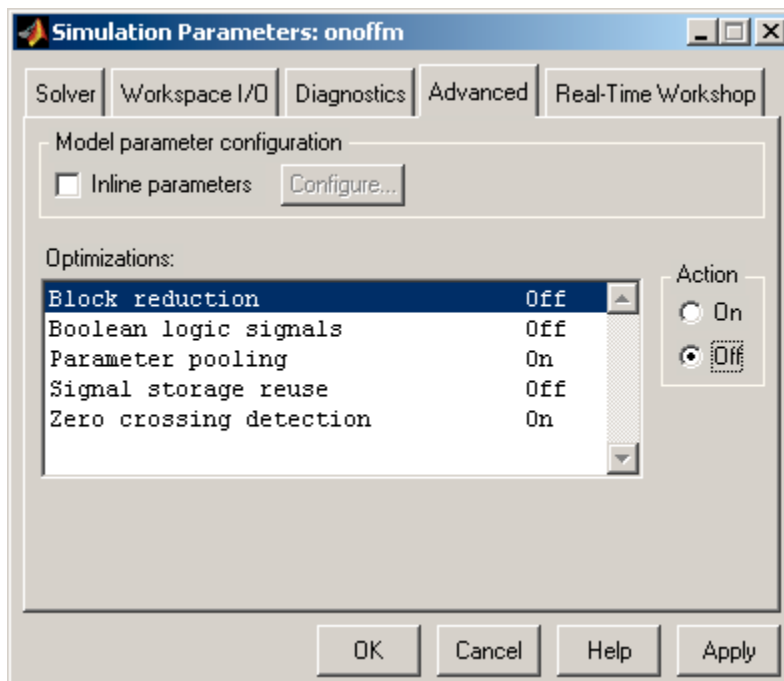 Simulation Parameters: onoffm
Solver Workspace I/O Diagnostics Advanced Real-Time Workshop
Model parameter configuration
Inline parameters Configure...
Optimizations:
Action
Block reduction Off
Boolean logic signals Off
Parameter pooling On
Signal storage reuse Off
Zero crossing detection On
On
Off
OK Cancel Help Apply